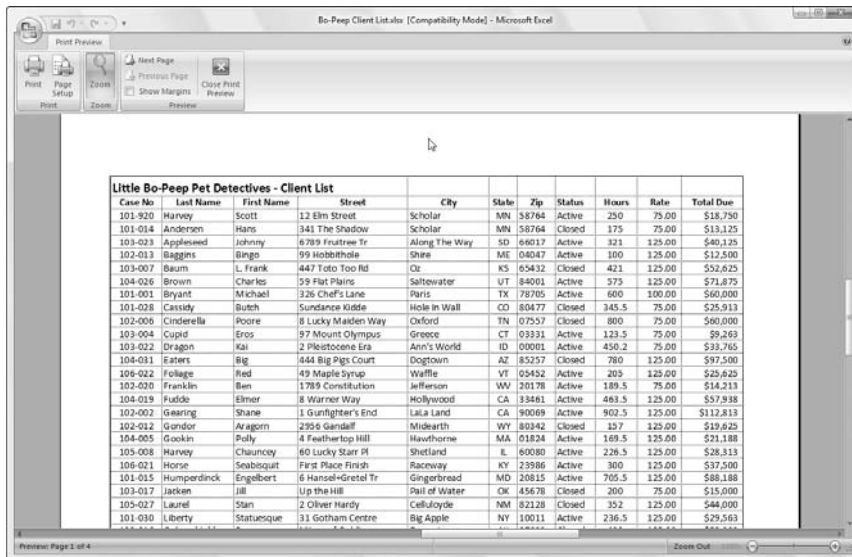 Bo-Peep Client List.xlsx [Compatibility Mode] - Microsoft Excel
Print Preview
Print
Page Setup
Zoom
Next Page
Previous Page
Show Margins
Close Print Preview
Print
Zoom
Preview
Little Bo-Peep Pet Detectives - Client List
Case No Last Name First Name Street City State Zip Status Hours Rate Total Due
101-920 Harvey Scott 12 Elm Street Scholar MN 58764 Active 250 75.00 $18,750
101-014 Andersen Hans 341 The Shadow Scholar MN 58764 Closed 175 75.00 $13,125
103-023 Appleseed Johnny 6789 Fruitree Tr Along The Way SD 66017 Active 321 125.00 $40,125
102-013 Baggins Bingo 99 Hobbithole Shire ME 04047 Active 100 125.00 $12,500
103-007 Baum L. Frank 447 Toto Too Rd Oz KS 65432 Closed 421 125.00 $52,625
104-026 Brown Charles 59 Flat Plains Saltewater UT 84001 Active 575 125.00 $71,875
101-001 Bryant Michael 326 Chef's Lane Paris TX 78705 Active 600 100.00 $60,000
101-028 Cassidy Butch Sundance Kidde Hole In Wall CO 80477 Closed 345.5 75.00 $25,913
102-006 Cinderella Poore 8 Lucky Maiden Way Oxford TN 07557 Closed 800 75.00 $60,000
103-004 Cupid Eros 97 Mount Olympus Greece CT 03331 Active 123.5 75.00 $9,263
103-022 Dragon Kai 2 Pleistocene Era Ann's World ID 00001 Active 450.2 75.00 $33,765
104-031 Eaters Big 444 Big Pigs Court Dogtown AZ 85257 Closed 780 125.00 $97,500
106-022 Foliage Red 49 Maple Syrup Waffle VT 05452 Active 205 125.00 $25,625
102-020 Franklin Ben 1789 Constitution Jefferson WV 20178 Active 189.5 75.00 $14,213
104-019 Fudde Elmer 8 Warner Way Hollywood CA 33461 Active 463.5 125.00 $57,938
102-002 Gearing Shane 1 Gunfighter's End LaLa Land CA 90069 Active 902.5 125.00 $112,813
102-012 Gondor Aragorn 2956 Gandalf Midearth WY 80342 Closed 157 125.00 $19,625
104-005 Gookin Polly 4 Feathertop Hill Hawthorne MA 01824 Active 169.5 125.00 $21,188
105-008 Harvey Chauncey 60 Lucky Starr Pl Shetland IL 60080 Active 226.5 125.00 $28,313
106-021 Horse Seabisquit First Place Finish Raceway KY 23986 Active 300 125.00 $37,500
101-015 Humperdinck Engelbert 6 Hansel+Gretel Tr Gingerbread MD 20815 Active 705.5 125.00 $88,188
103-017 Jacken Jill Up the Hill Pail of Water OK 45678 Closed 200 75.00 $15,000
105-027 Laurel Stan 2 Oliver Hardy Celluloyde NM 82128 Closed 352 125.00 $44,000
101-030 Liberty Statuesque 31 Gotham Centre Big Apple NY 10011 Active 236.5 125.00 $29,563
Preview: Page 1 of 4
Zoom Out